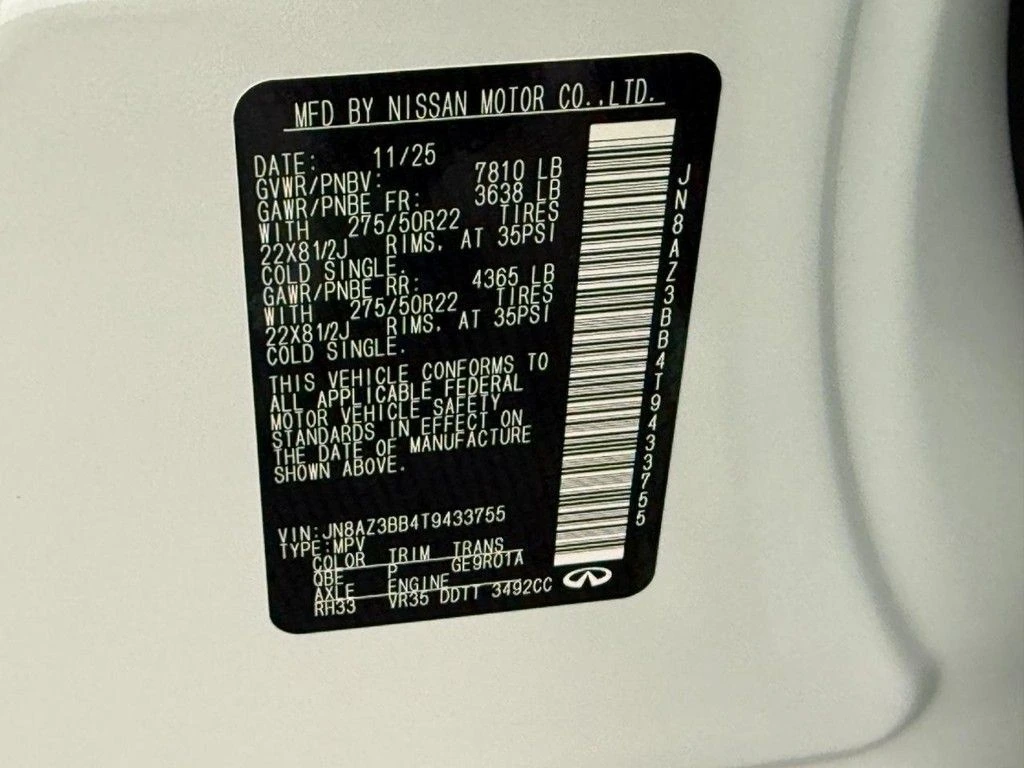 MFD BY NISSAN MOTOR CO.,LTD.
DATE: 11/25
GVWR/PNBV: 7810 LB
GAWR/PNBE FR: 3638 LB
WITH 275/50R22 TIRES
22X81/2J RIMS, AT 35PSI
COLD SINGLE.
GAWR/PNBE RR: 4365 LB
WITH 275/50R22 TIRES
22X81/2J RIMS, AT 35PSI
COLD SINGLE.
THIS VEHICLE CONFORMS TO
ALL APPLICABLE FEDERAL
MOTOR VEHICLE SAFETY
STANDARDS IN EFFECT ON
THE DATE OF MANUFACTURE
SHOWN ABOVE.
VIN:JN8AZ3BB4T9433755
TYPE:MPV
COLOR TRIM TRANS
QBE P GE9R01A
AXLE ENGINE
RH33 VR35 DDTT 3492CC
JN8AZ3BB4T9433755